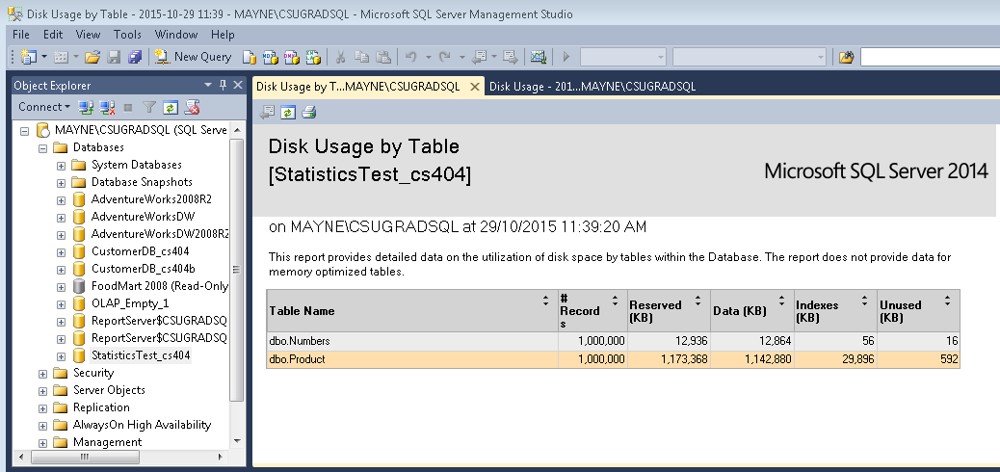 Disk Usage by Table - 2015-10-29 11:39 - MAYNE\CSUGRADSQL - Microsoft SQL Server Management Studio
File Edit View Tools Window Help
New Query
Object Explorer
Connect
MAYNE\CSUGRADSQL (SQL Serve
Databases
System Databases
Database Snapshots
AdventureWorks2008R2
AdventureWorksDW
AdventureWorksDW2008R2
CustomerDB_cs404
CustomerDB_cs404b
FoodMart 2008 (Read-Only
OLAP_Empty_1
ReportServer$CSUGRADSQ
ReportServer$CSUGRADSQ
StatisticsTest_cs404
Security
Server Objects
Replication
AlwaysOn High Availability
Management
Disk Usage by T...MAYNE\CSUGRADSQL Disk Usage - 201...MAYNE\CSUGRADSQL
Disk Usage by Table
[StatisticsTest_cs404]
Microsoft SQL Server 2014
on MAYNE\CSUGRADSQL at 29/10/2015 11:39:20 AM
This report provides detailed data on the utilization of disk space by tables within the Database. The report does not provide data for
memory optimized tables.
Table Name # Records Reserved (KB) Data (KB) Indexes (KB) Unused (KB)
dbo.Numbers 1,000,000 12,936 12,864 56 16
dbo.Product 1,000,000 1,173,368 1,142,880 29,896 592